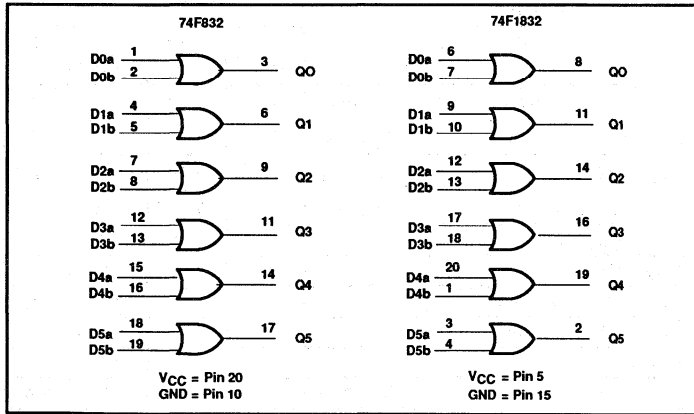 74F832
D0a 1
D0b 2
3 Q0
D1a 4
D1b 5
6 Q1
D2a 7
D2b 8
9 Q2
D3a 12
D3b 13
11 Q3
D4a 15
D4b 16
14 Q4
D5a 18
D5b 19
17 Q5
VCC = Pin 20
GND = Pin 10
74F1832
D0a 6
D0b 7
8 Q0
D1a 9
D1b 10
11 Q1
D2a 12
D2b 13
14 Q2
D3a 17
D3b 18
16 Q3
D4a 20
D4b 1
19 Q4
D5a 3
D5b 4
2 Q5
VCC = Pin 5
GND = Pin 15